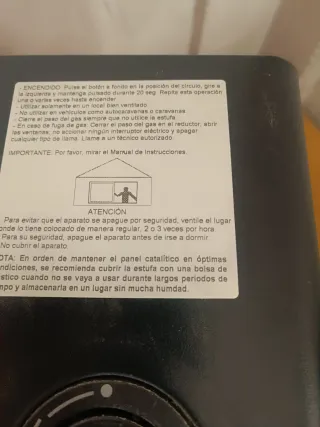 - ENCENDIDO: Pulse el botón a fondo en la posición del círculo, gire a
la izquierda y mantenga pulsado durante 20 seg. Repita esta operación
una o varias veces hasta encender
- Utilizar solamente en un local bien ventilado.
- No utilizar en vehículos como autocaravanas o caravanas
- Cierre el paso del gas siempre que no utilice la estufa
- En caso de fuga de gas: Cerrar el paso del gas en el reductor, abrir
las ventanas, no accionar ningún interruptor eléctrico y apagar
cualquier tipo de llama. Llame a un técnico autorizado
IMPORTANTE: Por favor, mirar el Manual de Instrucciones.
ATENCIÓN
. Para evitar que el aparato se apague por seguridad, ventile el lugar
onde lo tiene colocado de manera regular, 2 o 3 veces por hora
Para su seguridad, apague el aparato antes de irse a dormir
No cubrir el aparato
OTA: En orden de mantener el panel catalítico en óptimas
ndiciones, se recomienda cubrir la estufa con una bolsa de
ástico cuando no se vaya a usar durante largos periodos de
mpo y almacenarla en un lugar sin mucha humdad.